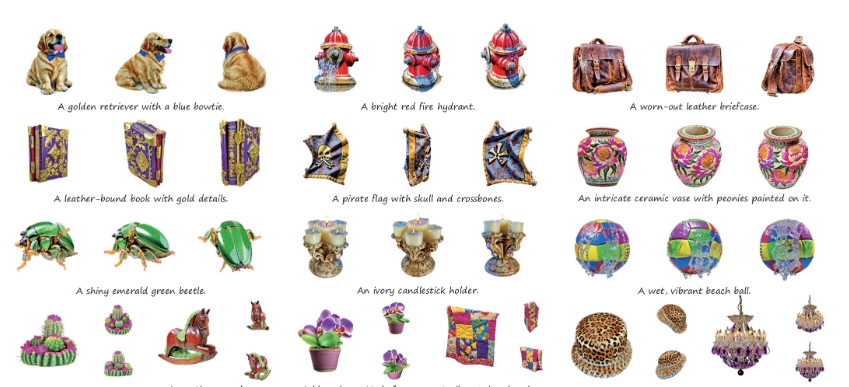 A golden retriever with a blue bowtie.
A bright red fire hydrant.
A worn-out leather briefcase.
A leather-bound book with gold details.
A pirate flag with skull and crossbones.
An intricate ceramic vase with peonies painted on it.
A shiny emerald green beetle.
An ivory candlestick holder.
A wet, vibrant beach ball.